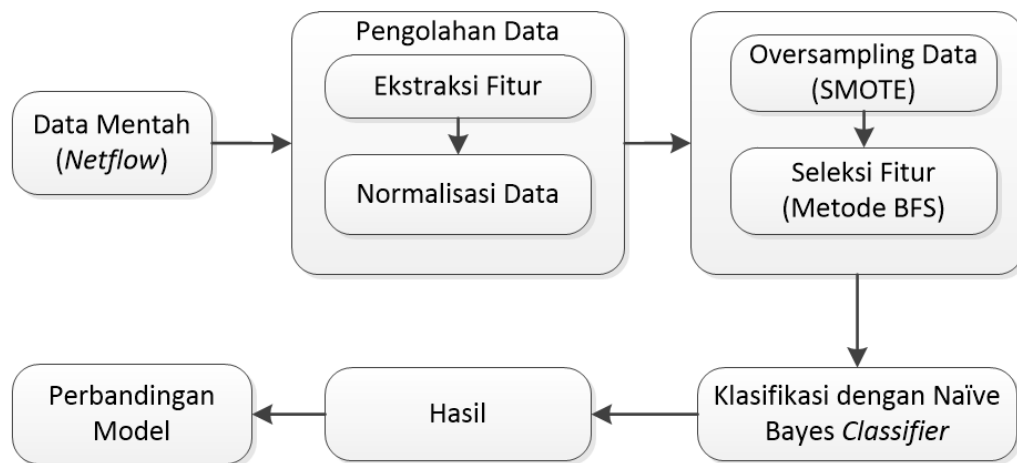 Data Mentah
(Netflow)
Pengolahan Data
Ekstraksi Fitur
Normalisasi Data
Oversampling Data
(SMOTE)
Seleksi Fitur
(Metode BFS)
Klasifikasi dengan Naïve
Bayes Classifier
Hasil
Perbandingan
Model